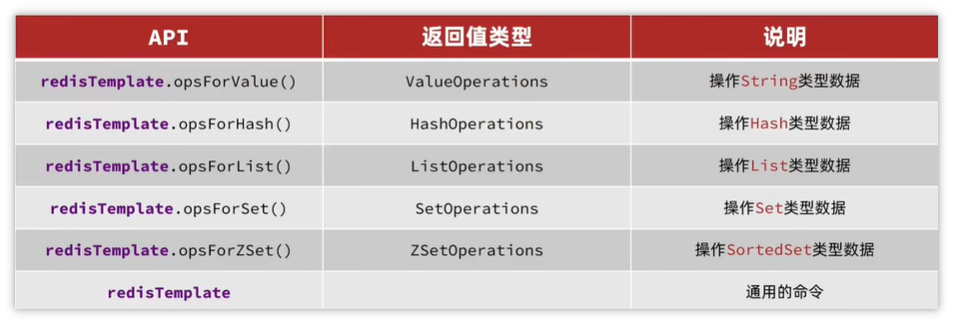 API 返回值类型 说明
redisTemplate.opsForValue() ValueOperations 操作String类型数据
redisTemplate.opsForHash() HashOperations 操作Hash类型数据
redisTemplate.opsForList() ListOperations 操作List类型数据
redisTemplate.opsForSet() SetOperations 操作Set类型数据
redisTemplate.opsForZSet() ZSetOperations 操作SortedSet类型数据
redisTemplate 通用的命令